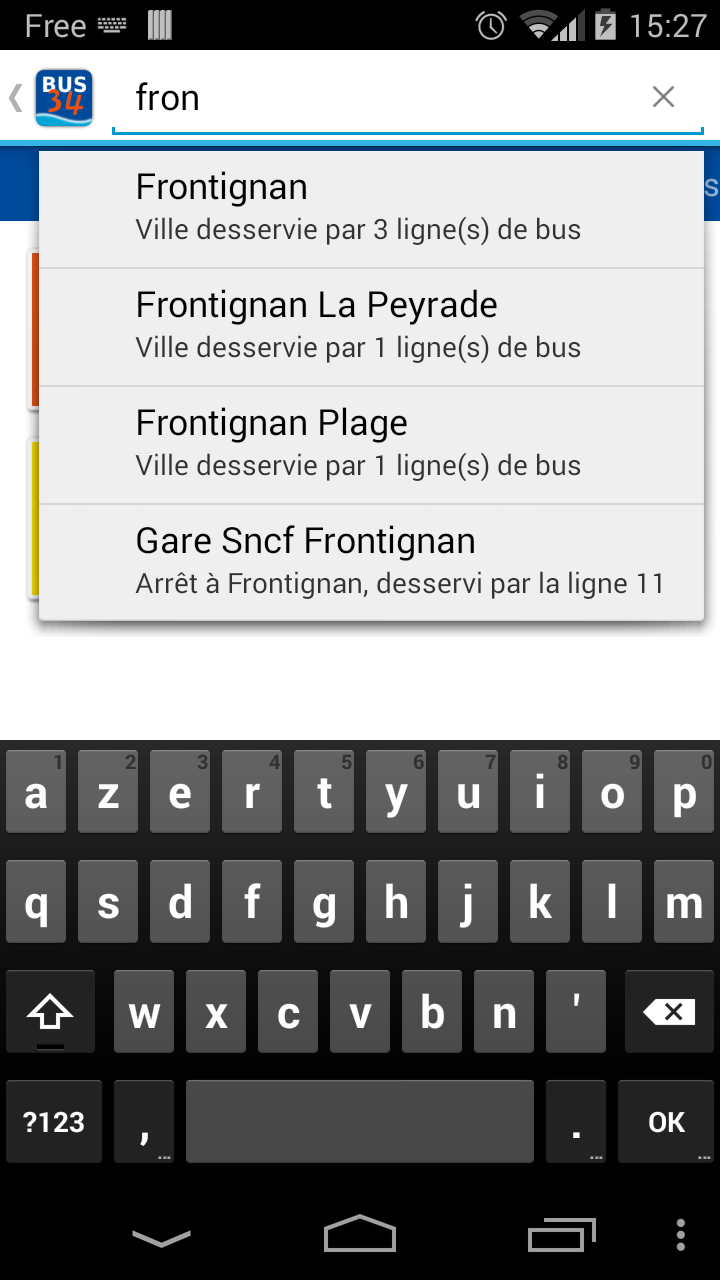 Free 15:27
BUS
34
fron
s
Frontignan
Ville desservie par 3 ligne(s) de bus
Frontignan La Peyrade
Ville desservie par 1 ligne(s) de bus
Frontignan Plage
Ville desservie par 1 ligne(s) de bus
Gare Sncf Frontignan
Arrêt à Frontignan, desservi par la ligne 11
1 2 3 4 5 6 7 8 9 0
a z e r t y u i o p
q s d f g h j k l m
w x c v b n '
?123 , . OK
... ... ...